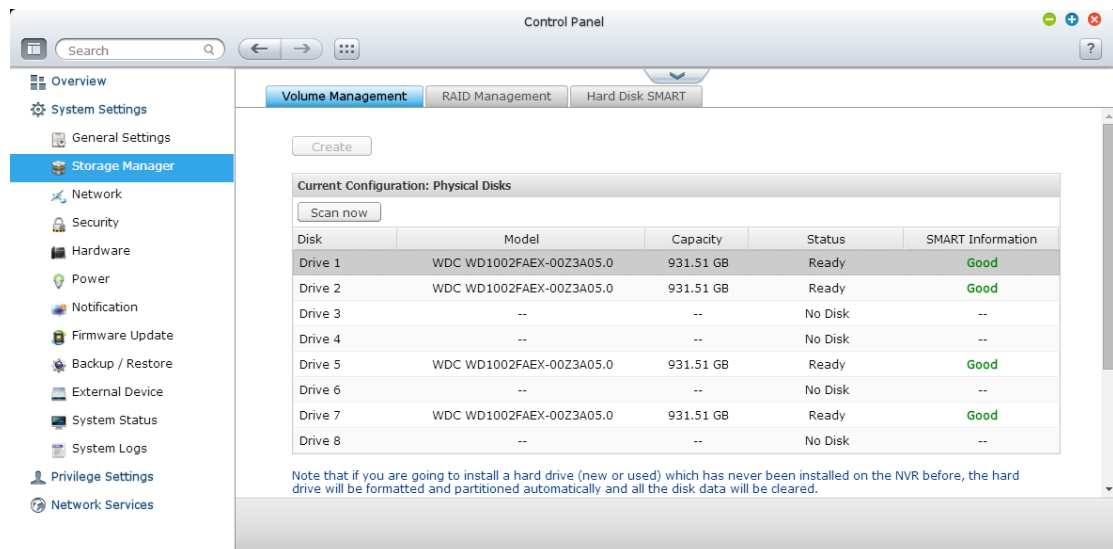 Control Panel
Search
?
Overview
System Settings
General Settings
Storage Manager
Network
Security
Hardware
Power
Notification
Firmware Update
Backup / Restore
External Device
System Status
System Logs
Privilege Settings
Network Services
Volume Management RAID Management Hard Disk SMART
Create
Current Configuration: Physical Disks
Scan now
Disk Model Capacity Status SMART Information
Drive 1 WDC WD1002FAEX-00Z3A05.0 931.51 GB Ready Good
Drive 2 WDC WD1002FAEX-00Z3A05.0 931.51 GB Ready Good
Drive 3 -- -- No Disk --
Drive 4 -- -- No Disk --
Drive 5 WDC WD1002FAEX-00Z3A05.0 931.51 GB Ready Good
Drive 6 -- -- No Disk --
Drive 7 WDC WD1002FAEX-00Z3A05.0 931.51 GB Ready Good
Drive 8 -- -- No Disk --
Note that if you are going to install a hard drive (new or used) which has never been installed on the NVR before, the hard
drive will be formatted and partitioned automatically and all the disk data will be cleared.